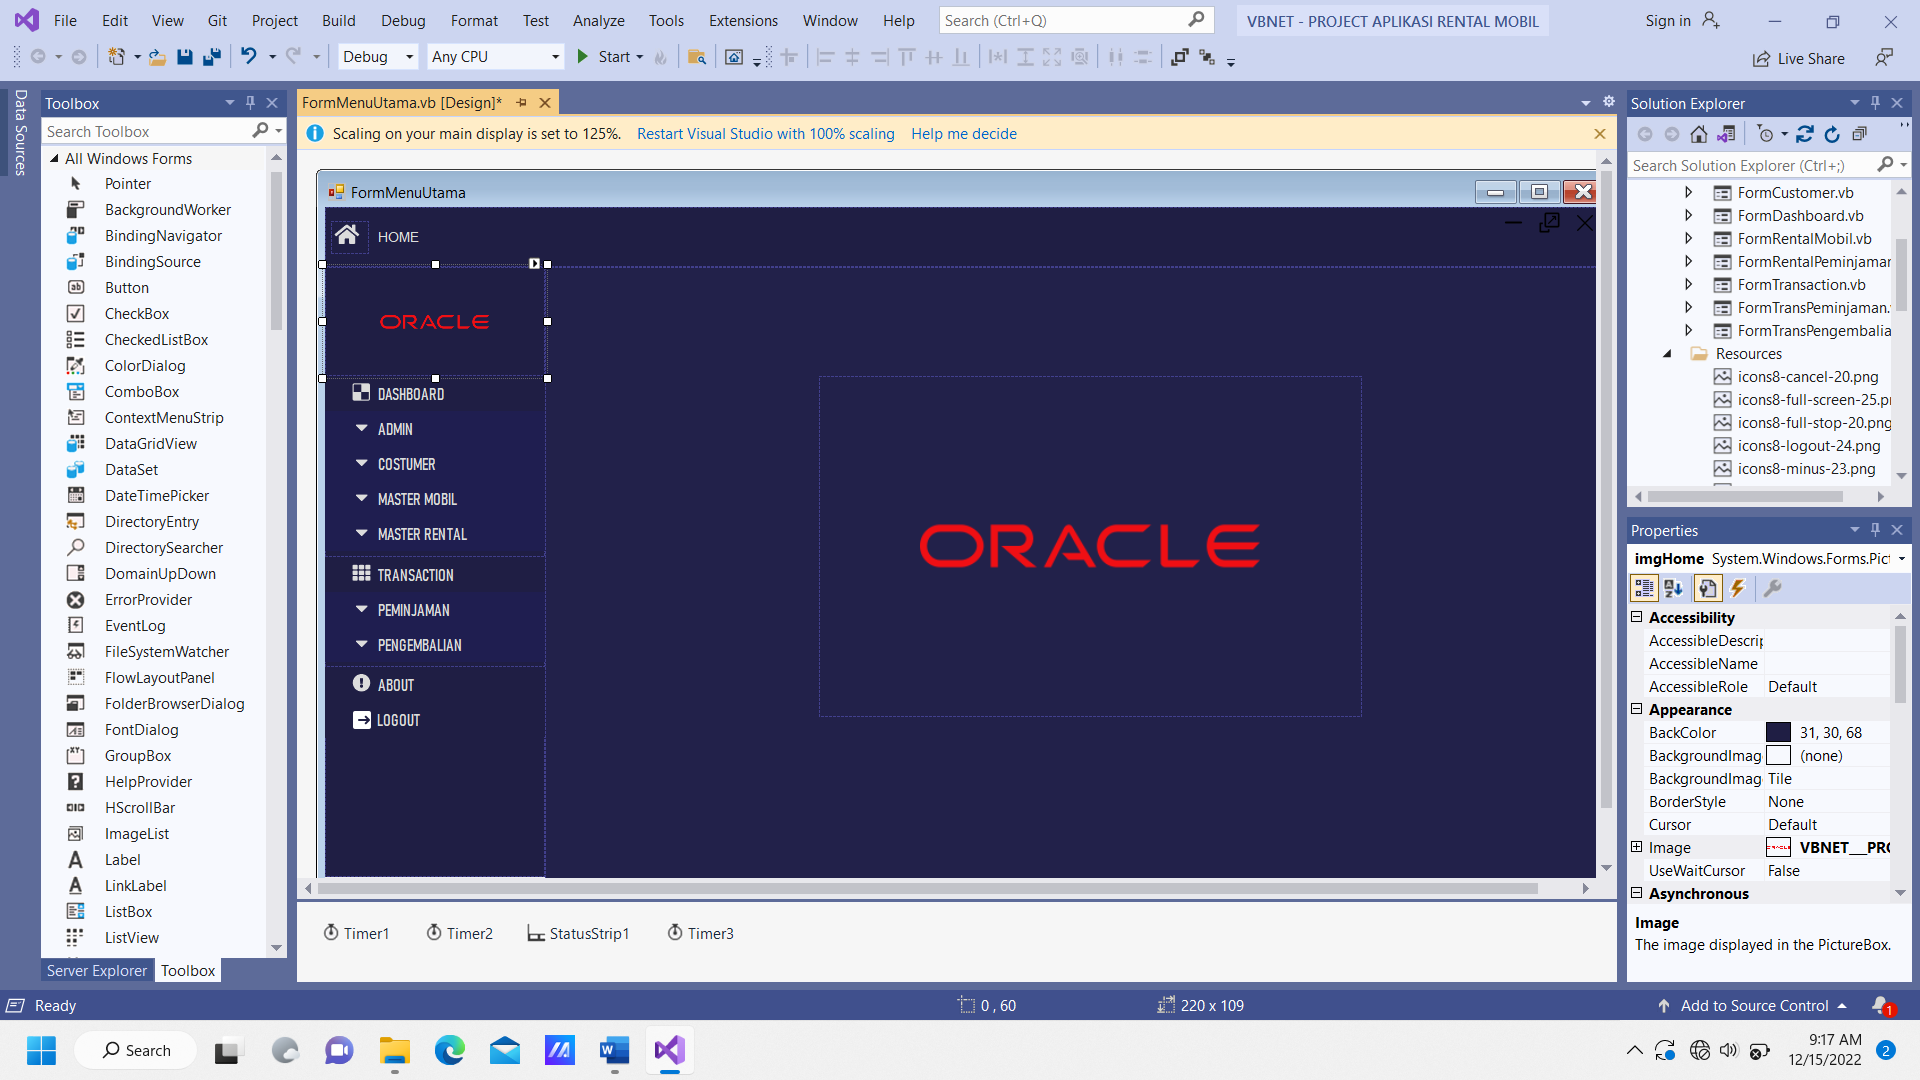 File Edit View Git Project Build Debug Format Test Analyze Tools Extensions Window Help Search (Ctrl+Q) VBNET - PROJECT APLIKASI RENTAL MOBIL Sign in
Debug Any CPU Start Live Share
Data Sources
Toolbox
Search Toolbox
All Windows Forms
Pointer
BackgroundWorker
BindingNavigator
BindingSource
Button
CheckBox
CheckedListBox
ColorDialog
ComboBox
ContextMenuStrip
DataGridView
DataSet
DateTimePicker
DirectoryEntry
DirectorySearcher
DomainUpDown
ErrorProvider
EventLog
FileSystemWatcher
FlowLayoutPanel
FolderBrowserDialog
FontDialog
GroupBox
HelpProvider
HScrollBar
ImageList
Label
LinkLabel
ListBox
ListView
Server Explorer Toolbox
FormMenuUtama.vb [Design]*
Scaling on your main display is set to 125%. Restart Visual Studio with 100% scaling Help me decide
FormMenuUtama
HOME
ORACLE
DASHBOARD
ADMIN
COSTUMER
MASTER MOBIL
MASTER RENTAL
TRANSACTION
PEMINJAMAN
PENGEMBALIAN
ABOUT
LOGOUT
ORACLE
Timer1 Timer2 StatusStrip1 Timer3
Solution Explorer
Search Solution Explorer (Ctrl+;)
FormCustomer.vb
FormDashboard.vb
FormRentalMobil.vb
FormRentalPeminjaman
FormTransaction.vb
FormTransPeminjaman.
FormTransPengembalia
Resources
icons8-cancel-20.png
icons8-full-screen-25.pn
icons8-full-stop-20.png
icons8-logout-24.png
icons8-minus-23.png
Properties
imgHome System.Windows.Forms.Pict
Accessibility
AccessibleDescrip
AccessibleName
AccessibleRole Default
Appearance
BackColor 31, 30, 68
BackgroundImag (none)
BackgroundImag Tile
BorderStyle None
Cursor Default
Image VBNET___PRO
UseWaitCursor False
Asynchronous
Image
The image displayed in the PictureBox.
Ready 0 , 60 220 x 109 Add to Source Control 1
Search 9:17 AM
12/15/2022 2